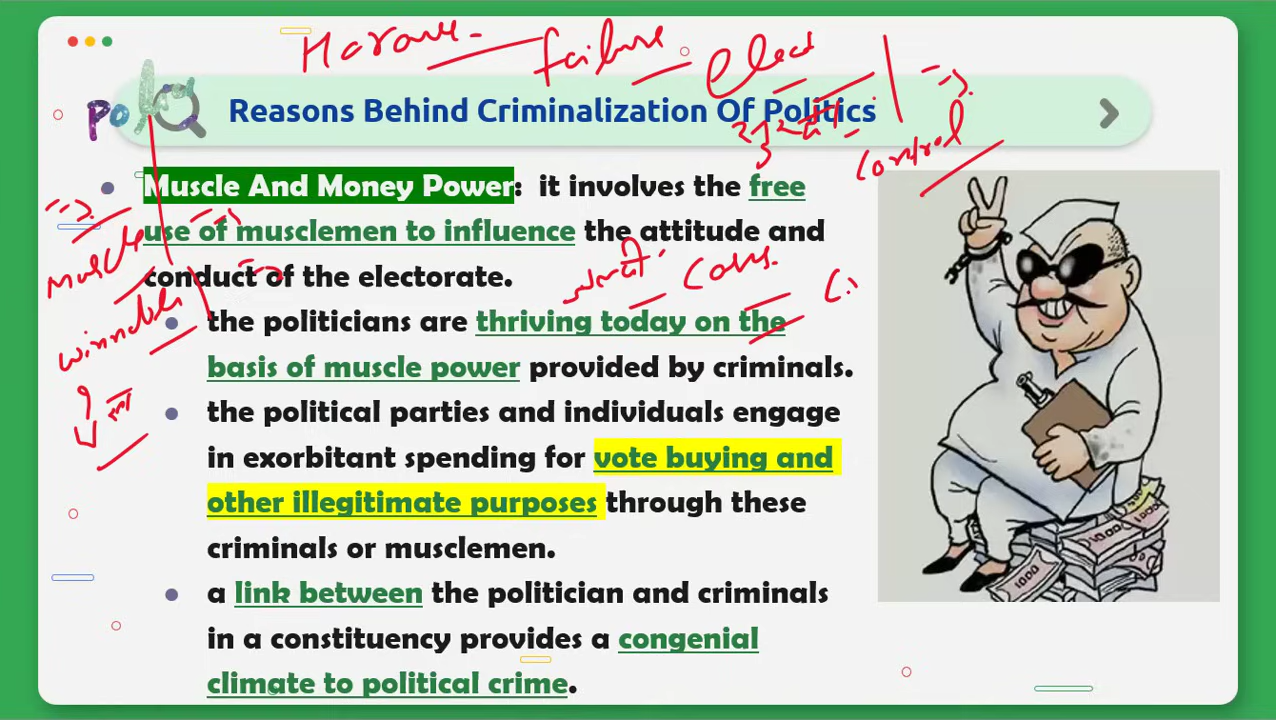 failure
elect
Reasons Behind Criminalization Of Politics
control
Muscle And Money Power: it involves the free
use of musclemen to influence the attitude and
muscle
conduct of the electorate.
the politicians are thriving today on the
basis of muscle power provided by criminals.
the political parties and individuals engage
in exorbitant spending for vote buying and
other illegitimate purposes through these
criminals or musclemen.
a link between the politician and criminals
in a constituency provides a congenial
climate to political crime.
1000
1000
1000